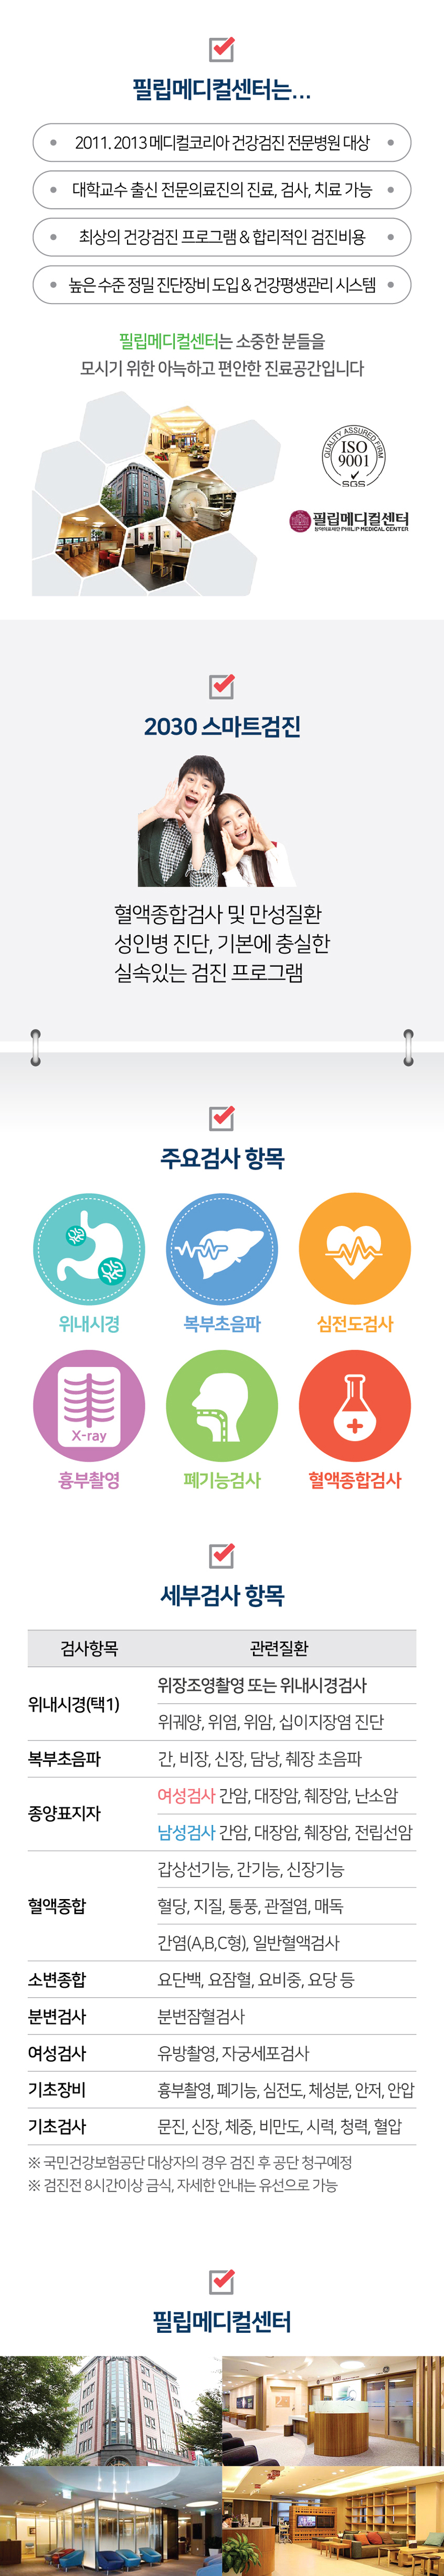 필립메디컬센터는...
2011. 2013 메디컬코리아 건강검진 전문병원 대상
대학교수 출신 전문의료진의 진료, 검사, 치료 가능
최상의 건강검진 프로그램 & 합리적인 검진비용
높은 수준 정밀 진단장비 도입 & 건강평생관리 시스템
필립메디컬센터는 소중한 분들을
모시기 위한 아늑하고 편안한 진료공간입니다
QUALITY ASSURED FIRM
ISO
9001
SGS
필립메디컬센터
PHILIP MEDICAL CENTER
2030 스마트검진
혈액종합검사 및 만성질환
성인병 진단, 기본에 충실한
실속있는 검진 프로그램
주요검사 항목
위내시경
복부초음파
심전도검사
X-ray
흉부촬영
폐기능검사
혈액종합검사
세부검사 항목
검사항목 관련질환
위내시경(택1)
위장조영촬영 또는 위내시경검사
위궤양, 위염, 위암, 십이지장염 진단
복부초음파 간, 비장, 신장, 담낭, 췌장 초음파
종양표지자
여성검사 간암, 대장암, 췌장암, 난소암
남성검사 간암, 대장암, 췌장암, 전립선암
혈액종합
갑상선기능, 간기능, 신장기능
혈당, 지질, 통풍, 관절염, 매독
간염(A,B,C형), 일반혈액검사
소변종합 요단백, 요잠혈, 요비중, 요당 등
분변검사 분변잠혈검사
여성검사 유방촬영, 자궁세포검사
기초장비 흉부촬영, 폐기능, 심전도, 체성분, 안저, 안압
기초검사 문진, 신장, 체중, 비만도, 시력, 청력, 혈압
※ 국민건강보험공단 대상자의 경우 검진 후 공단 청구예정
※ 검진전 8시간이상 금식, 자세한 안내는 유선으로 가능
필립메디컬센터